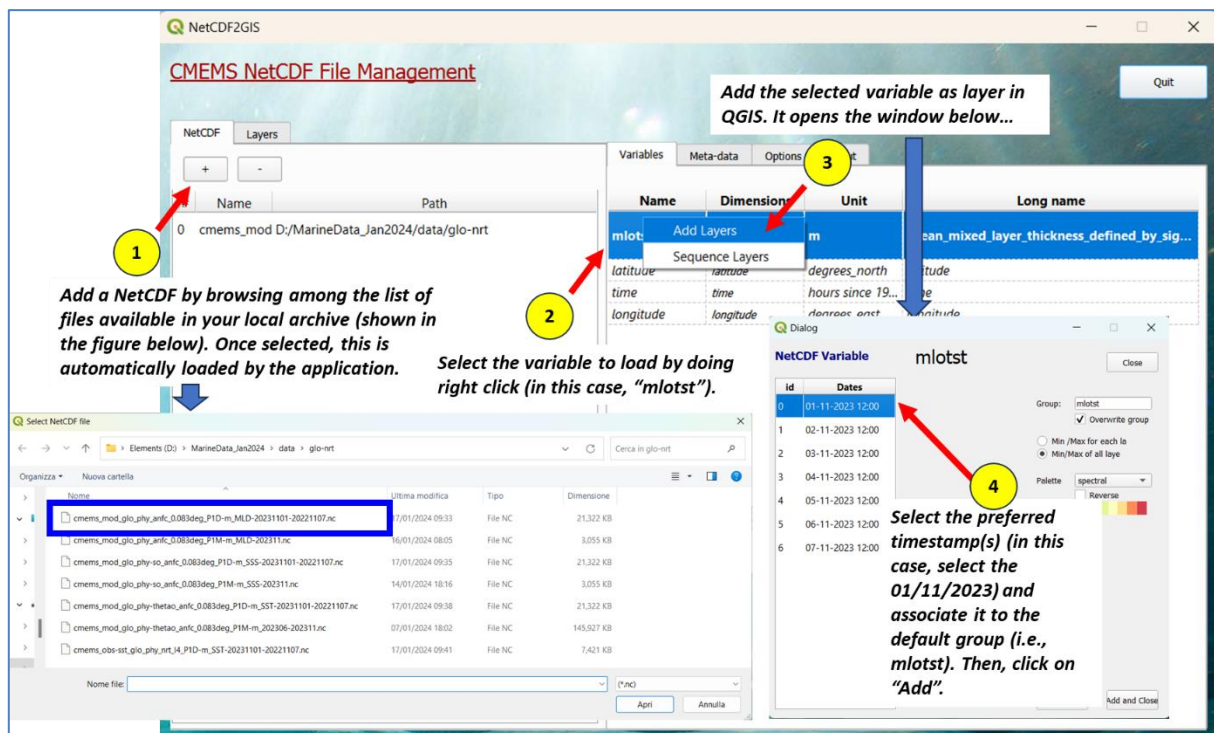 NetCDF2GIS
CMEMS NetCDF File Management
Quit
Add the selected variable as layer in
QGIS. It opens the window below...
NetCDF Layers
+ -
Variables Meta-data Options
3
# Name Path
0 cmems_mod D:/MarineData_Jan2024/data/glo-nrt
Name Dimensions Unit Long name
Add Layers
Sequence Layers
m ean_mixed_layer_thickness_defined_by_sig...
latitude latitude degrees_north
time time hours since 19...
longitude longitude degrees_east
1
Add a NetCDF by browsing among the list of
files available in your local archive (shown in
the figure below). Once selected, this is
automatically loaded by the application.
2
Select the variable to load by doing
right click (in this case, “mlotst”).
Select NetCDF file
Elements (D:) > MarineData_Jan2024 > data > glo-nrt
Cerca in glo-nrt
Organizza Nuova cartella
Nome Ultima modifica Tipo Dimensione
cmems_mod_glo_phy_anfc_0.083deg_P1D-m_MLD-20231101-20221107.nc 17/01/2024 09:33 File NC 21,322 KB
cmems_mod_glo_phy_anfc_0.083deg_P1M-m_MLD-202311.nc 16/01/2024 08:05 File NC 3,055 KB
cmems_mod_glo_phy-so_anfc_0.083deg_P1D-m_SSS-20231101-20221107.nc 17/01/2024 09:35 File NC 21,322 KB
cmems_mod_glo_phy-so_anfc_0.083deg_P1M-m_SSS-202311.nc 14/01/2024 18:16 File NC 3,055 KB
cmems_mod_glo_phy-thetao_anfc_0.083deg_P1D-m_SST-20231101-20221107.nc 17/01/2024 09:38 File NC 21,322 KB
cmems_mod_glo_phy-thetao_anfc_0.083deg_P1M-m_202306-202311.nc 07/01/2024 18:02 File NC 145,927 KB
cmems_obs-sst_glo_phy_nrt_l4_P1D-m_SST-20231101-20221107.nc 17/01/2024 09:41 File NC 7,421 KB
Nome file: (*.nc)
Apri Annulla
Dialog
NetCDF Variable mlotst Close
id Dates
0 01-11-2023 12:00
1 02-11-2023 12:00
2 03-11-2023 12:00
3 04-11-2023 12:00
4 05-11-2023 12:00
5 06-11-2023 12:00
6 07-11-2023 12:00
Group: mlotst
Overwrite group
Min /Max for each la
Min/Max of all laye
Palette spectral
Reverse
4
Select the preferred
timestamp(s) (in this
case, select the
01/11/2023) and
associate it to the
default group (i.e.,
mlotst). Then, click on
“Add”.
Add and Close